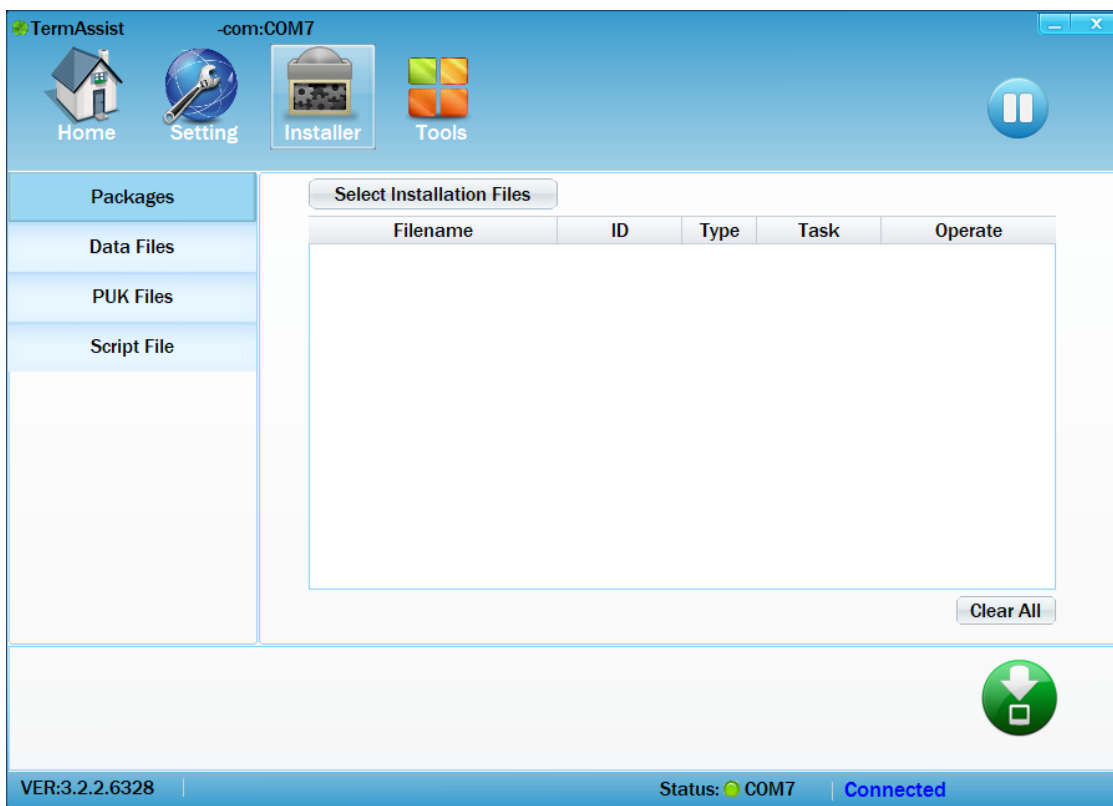 TermAssist -com:COM7
Home Setting Installer Tools
Packages
Data Files
PUK Files
Script File
Select Installation Files
Filename ID Type Task Operate
Clear All
VER:3.2.2.6328 Status: COM7 Connected